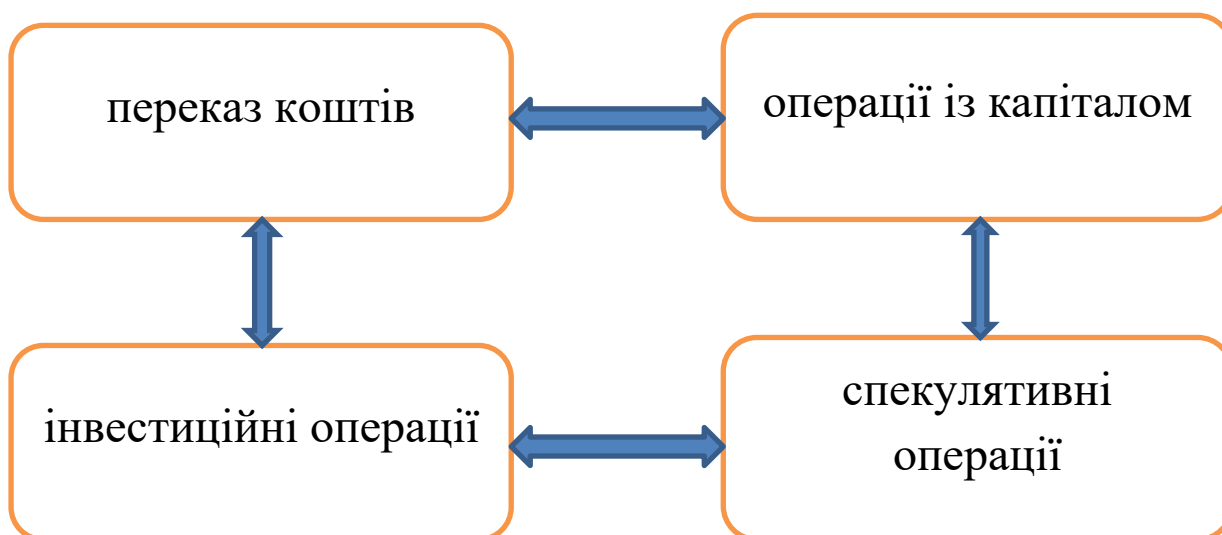 переказ коштів
операції із капіталом
інвестиційні операції
спекулятивні
операції